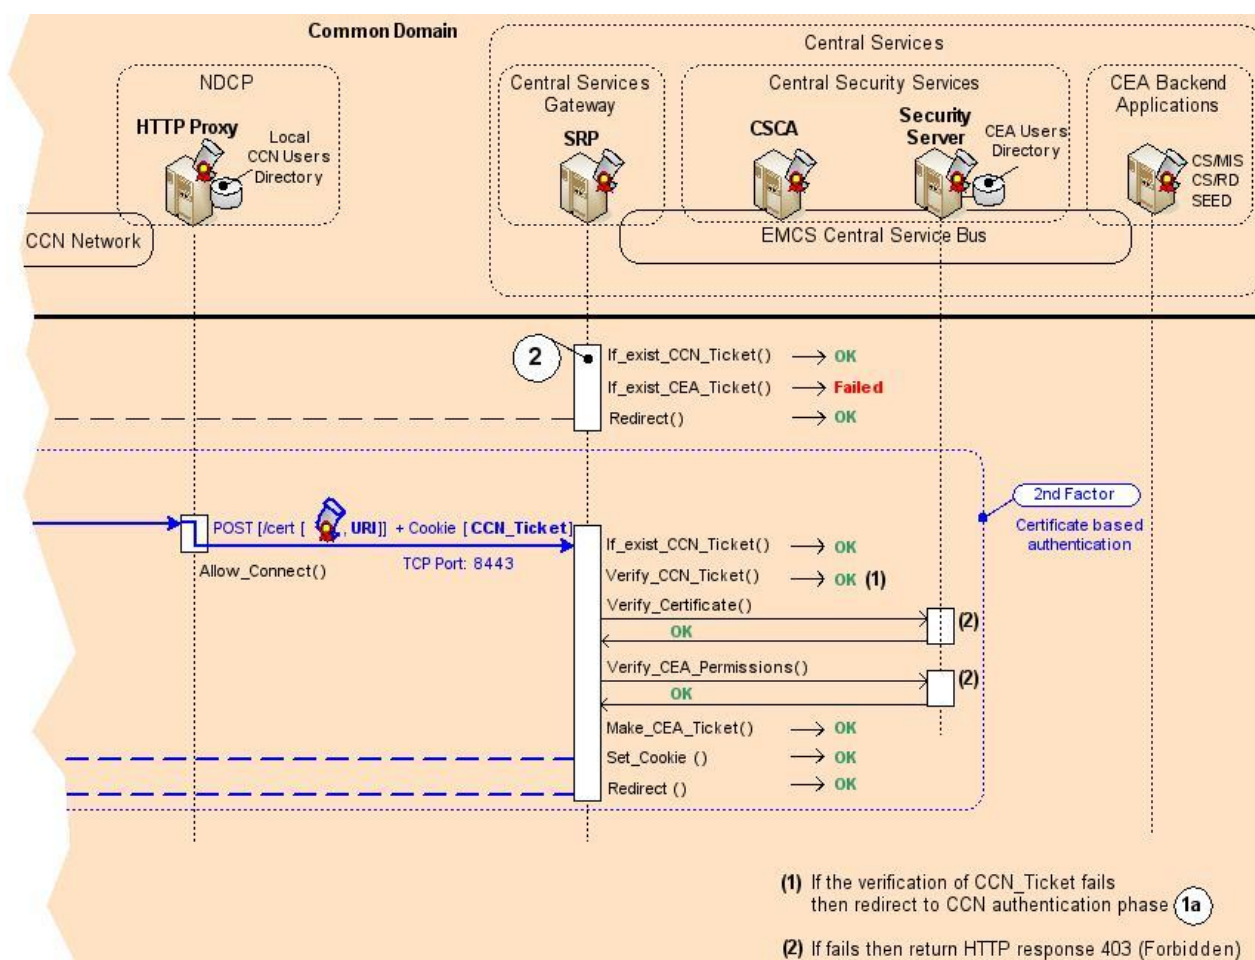 Common Domain
Central Services
NDCP
HTTP Proxy
Local
CCN Users
Directory
Central Services
Gateway
SRP
Central Security Services
CSCA
Security
Server
CEA Users
Directory
CEA Backend
Applications
CS/MIS
CS/RD
SEED
CCN Network
EMCS Central Service Bus
2
If_exist_CCN_Ticket() OK
If_exist_CEA_Ticket() Failed
Redirect() OK
2nd Factor
Certificate based
authentication
POST [/cert [ , URI]] + Cookie [CCN_Ticket]
TCP Port: 8443
Allow_Connect()
If_exist_CCN_Ticket() OK
Verify_CCN_Ticket() OK (1)
Verify_Certificate()
OK
(2)
Verify_CEA_Permissions()
OK
(2)
Make_CEA_Ticket() OK
Set_Cookie () OK
Redirect () OK
(1) If the verification of CCN_Ticket fails
then redirect to CCN authentication phase 1a
(2) If fails then return HTTP response 403 (Forbidden)